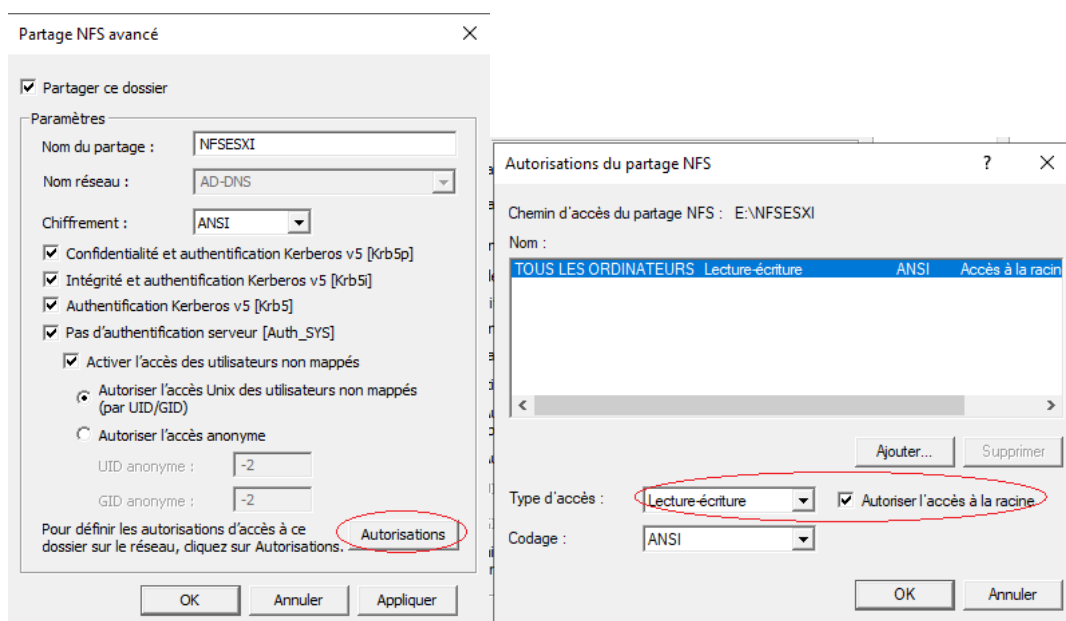 Partage NFS avancé
Partager ce dossier
Paramètres
Nom du partage : NFSESXI
Nom réseau : AD-DNS
Chiffrement : ANSI
Confidentialité et authentification Kerberos v5 [Krb5p]
Intégrité et authentification Kerberos v5 [Krb5i]
Authentification Kerberos v5 [Krb5]
Pas d'authentification serveur [Auth_SYS]
Activer l'accès des utilisateurs non mappés
Autoriser l'accès Unix des utilisateurs non mappés
(par UID/GID)
Autoriser l'accès anonyme
UID anonyme : -2
GID anonyme : -2
Pour définir les autorisations d'accès à ce
dossier sur le réseau, cliquez sur Autorisations.
Autorisations
OK Annuler Appliquer
Autorisations du partage NFS ?
Chemin d'accès du partage NFS : E:\NFSESXI
Nom :
TOUS LES ORDINATEURS Lecture-écriture ANSI Accès à la racin
Ajouter... Supprimer
Type d'accès : Lecture-écriture Autoriser l'accès à la racine
Codage : ANSI
OK Annuler